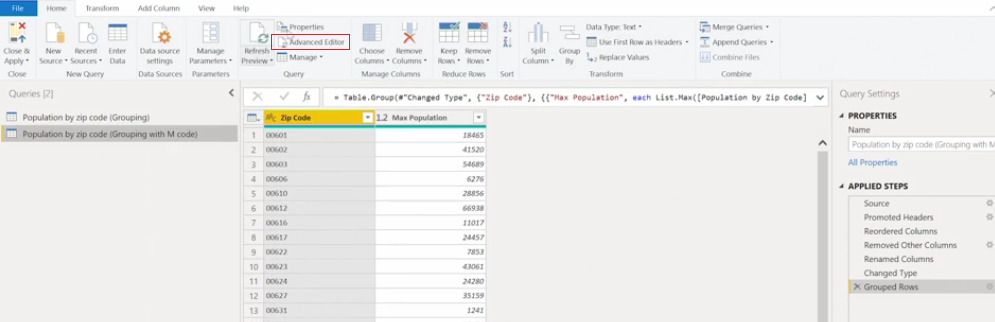 File Home Transform Add Column View Help
Close & Apply New Source Recent Sources Enter Data Data source settings Manage Parameters Refresh Preview Properties Advanced Editor Manage Choose Columns Remove Columns Keep Rows Remove Rows Split Column Group By Data Type: Text Use First Row as Headers Replace Values Merge Queries Append Queries Combine Files
Close New Query Data Sources Parameters Query Manage Columns Reduce Rows Sort Transform Combine
Queries [2]
Population by zip code (Grouping)
Population by zip code (Grouping with M code)
= Table.Group(#"Changed Type", {"Zip Code"}, {{"Max Population", each List.Max([Population by Zip Code]
Zip Code 1.2 Max Population
1 00601 18465
2 00602 41520
3 00603 54689
4 00606 6276
5 00610 28856
6 00612 66938
7 00616 11017
8 00617 24457
9 00622 7853
10 00623 43061
11 00624 24280
12 00627 35159
13 00631 1241
Query Settings
PROPERTIES
Name
Population by zip code (Grouping with M
All Properties
APPLIED STEPS
Source
Promoted Headers
Reordered Columns
Removed Other Columns
Renamed Columns
Changed Type
Grouped Rows